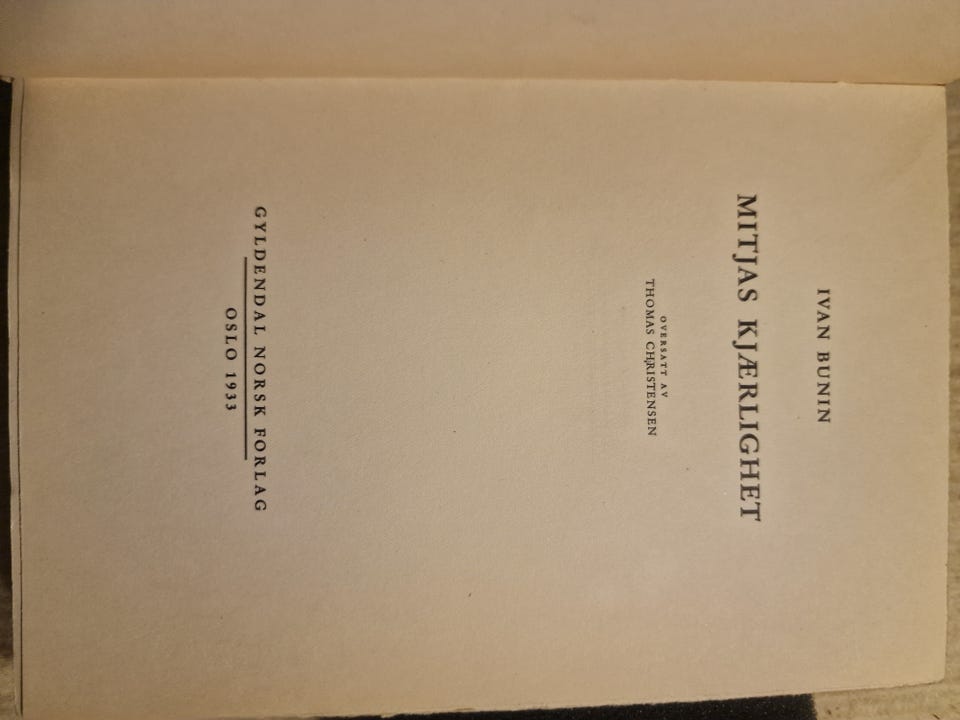 IVAN BUNIN
MITJAS KJÆRLIGHET
OVERSATT AV
THOMAS CHRISTENSEN
GYLDENDAL NORSK FORLAG
OSLO 1933